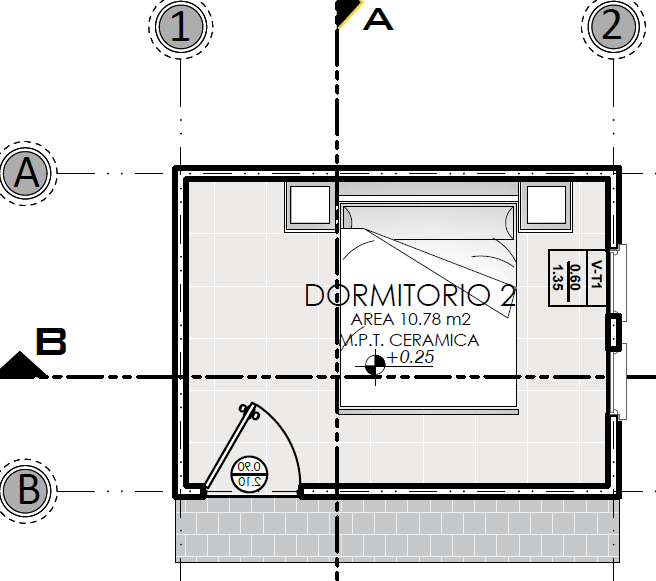 1
A
2
A
V-T1
0.60
1.35
DORMITORIO 2
AREA 10.78 m2
M.P.T. CERAMICA
+0.25
B
B
0.90
2.10